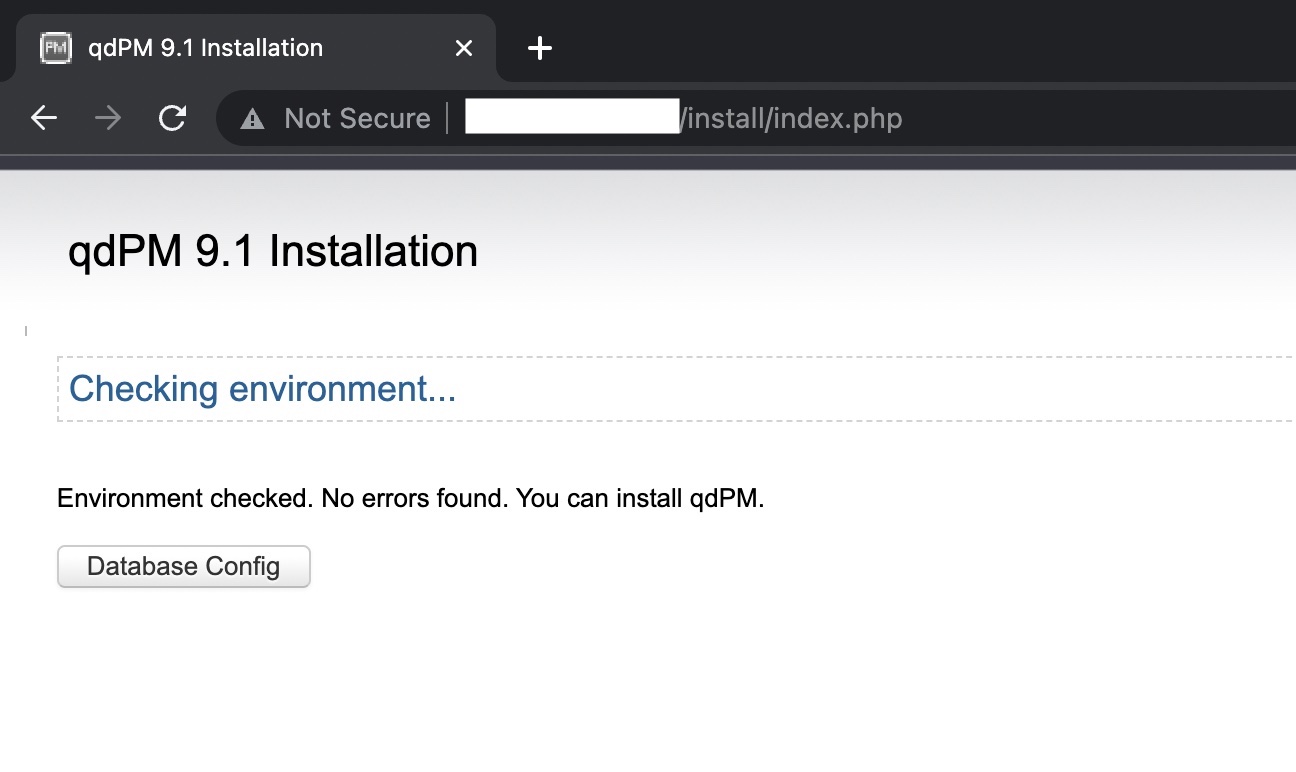 PM qdPM 9.1 Installation
Not Secure /install/index.php
qdPM 9.1 Installation
Checking environment...
Environment checked. No errors found. You can install qdPM.
Database Config